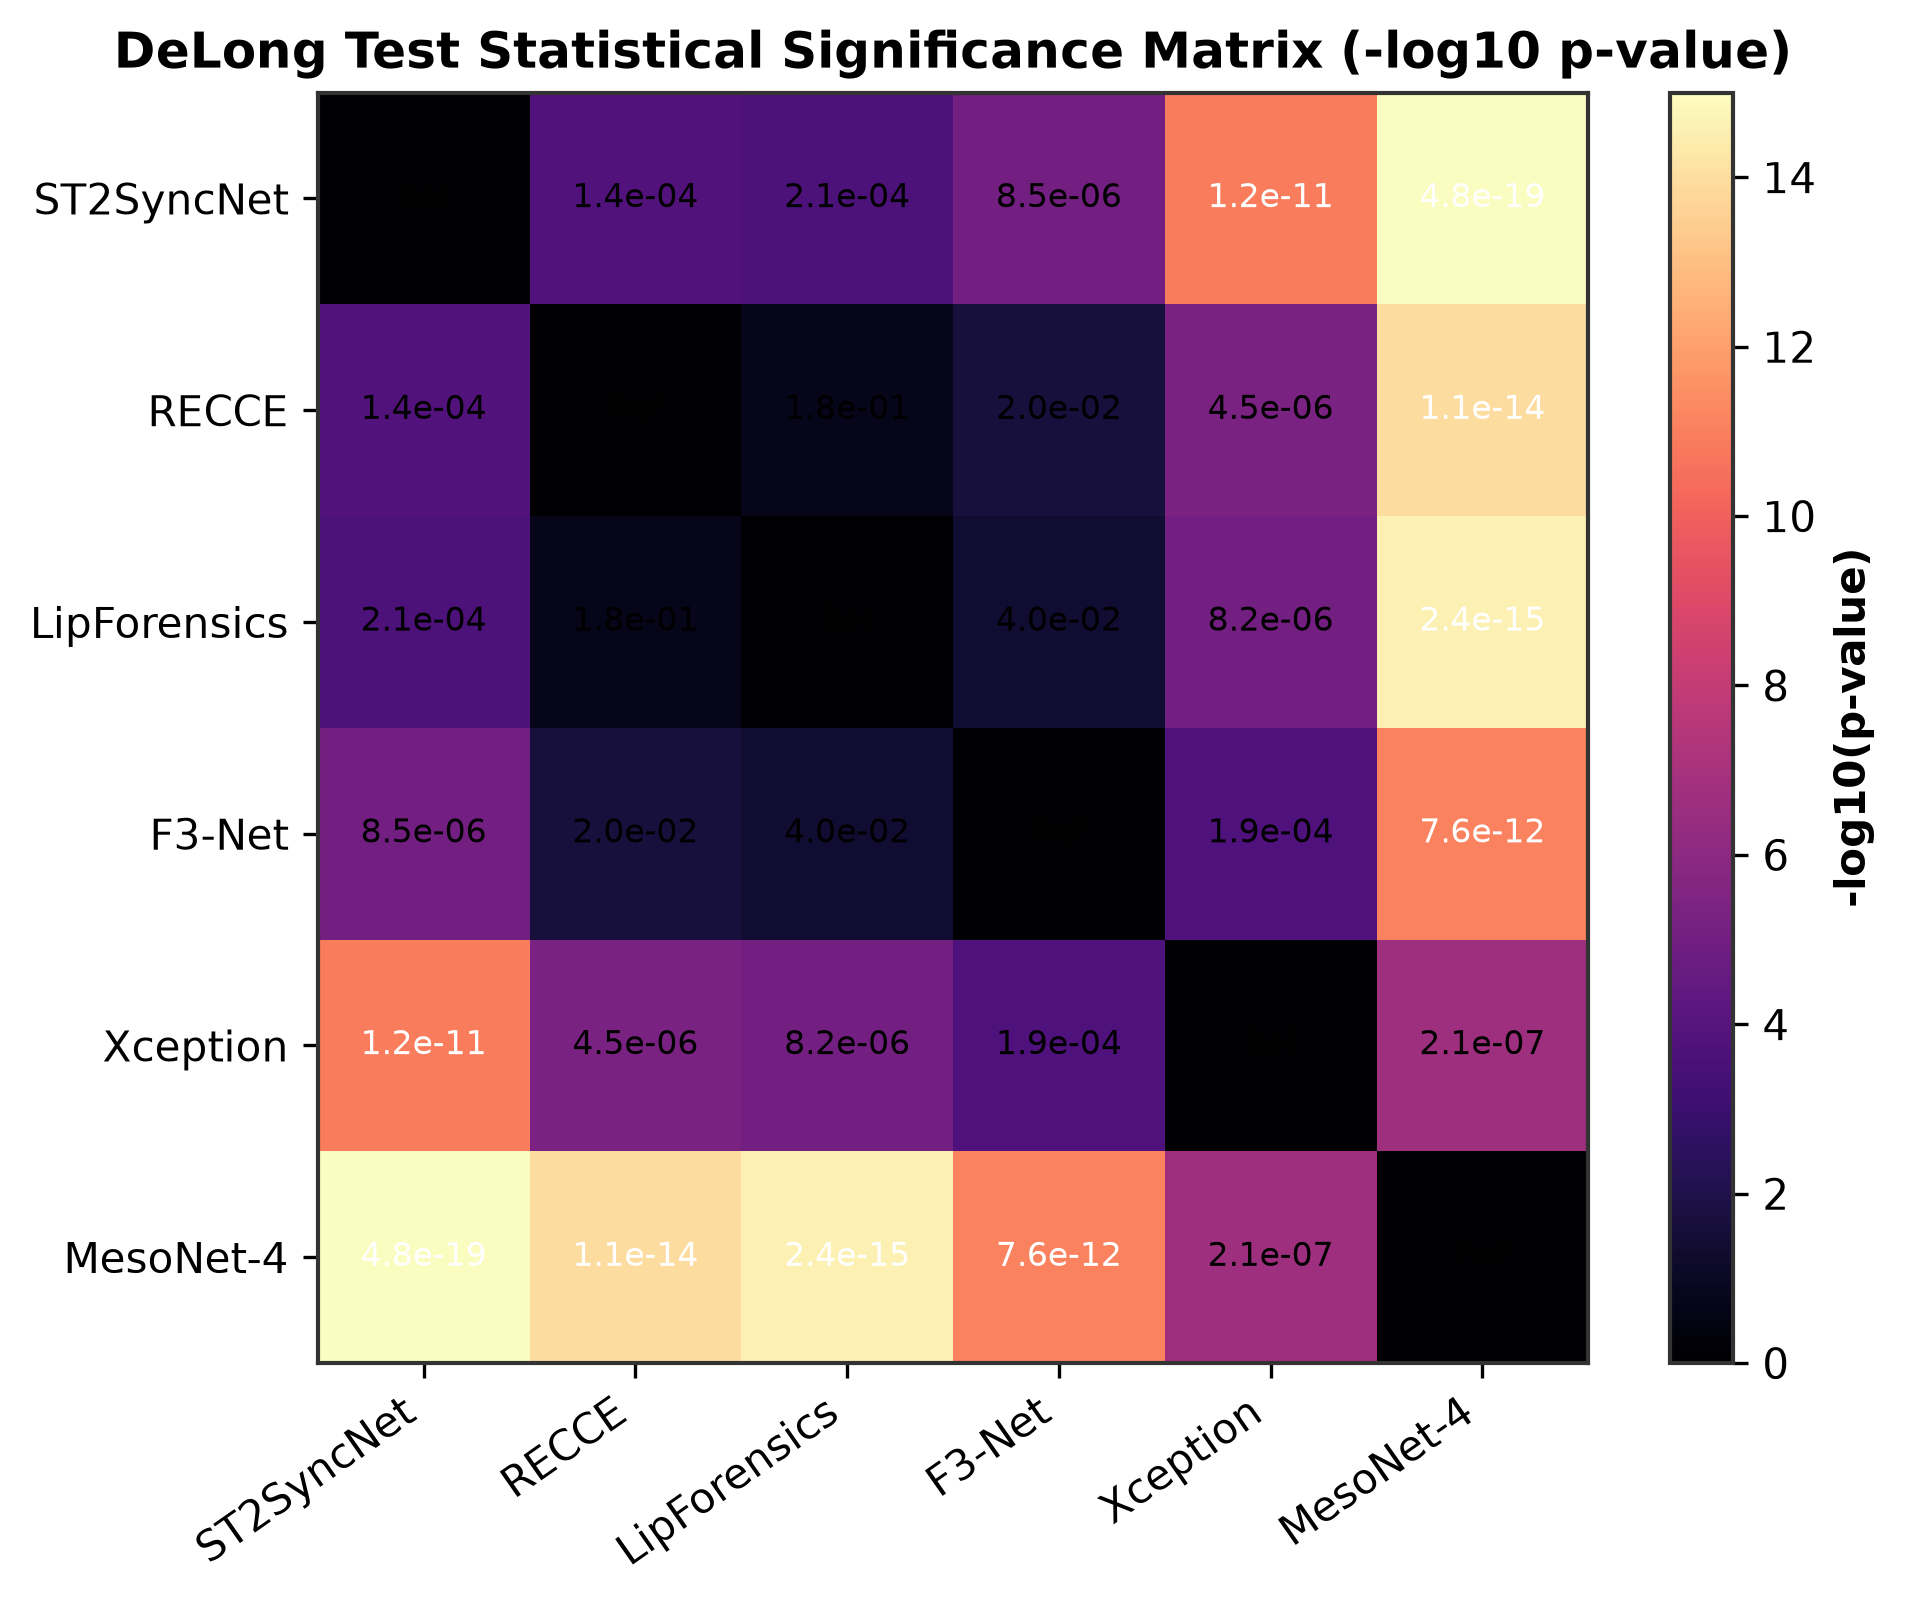 DeLong Test Statistical Significance Matrix (-log10 p-value)
ST2SyncNet 1.4e-04 2.1e-04 8.5e-06 1.2e-11 4.8e-19
RECCE 1.4e-04 1.8e-01 2.0e-02 4.5e-06 1.1e-14
LipForensics 2.1e-04 1.8e-01 4.0e-02 8.2e-06 2.4e-15
F3-Net 8.5e-06 2.0e-02 4.0e-02 1.9e-04 7.6e-12
Xception 1.2e-11 4.5e-06 8.2e-06 1.9e-04 2.1e-07
MesoNet-4 4.8e-19 1.1e-14 2.4e-15 7.6e-12 2.1e-07
ST2SyncNet RECCE LipForensics F3-Net Xception MesoNet-4
14
12
10
8
6
4
2
0
-log10(p-value)